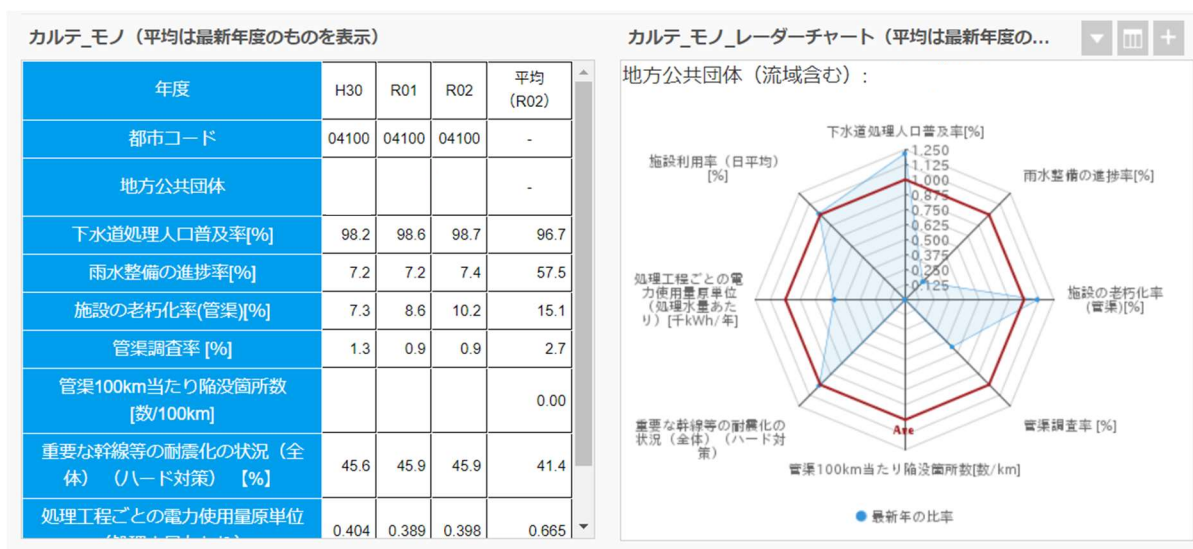 カルテ_モノ（平均は最新年度のものを表示）
年度 H30 R01 R02 平均
（R02）
都市コード 04100 04100 04100 -
地方公共団体 -
下水道処理人口普及率[%] 98.2 98.6 98.7 96.7
雨水整備の進捗率[%] 7.2 7.2 7.4 57.5
施設の老朽化率(管渠)[%] 7.3 8.6 10.2 15.1
管渠調査率 [%] 1.3 0.9 0.9 2.7
管渠100km当たり陥没箇所数
[数/100km] 0.00
重要な幹線等の耐震化の状況（全
体）（ハード対策）【%】 45.6 45.9 45.9 41.4
処理工程ごとの電力使用量原単位 0.404 0.389 0.398 0.665
カルテ_モノ_レーダーチャート（平均は最新年度の...
地方公共団体（流域含む）:
下水道処理人口普及率[%]
1.250
1.125
1.000
0.875
0.750
0.625
0.500
0.375
0.250
0.125
雨水整備の進捗率[%]
施設の老朽化率
(管渠)[%]
管渠調査率 [%]
管渠100km当たり陥没箇所数[数/km]
重要な幹線等の耐震化の
状況（全体）（ハード対
策）
処理工程ごとの電
力使用量原単位
（処理水量あた
り）[千kWh/年]
施設利用率（日平均）
[%]
Ave
最新年の比率